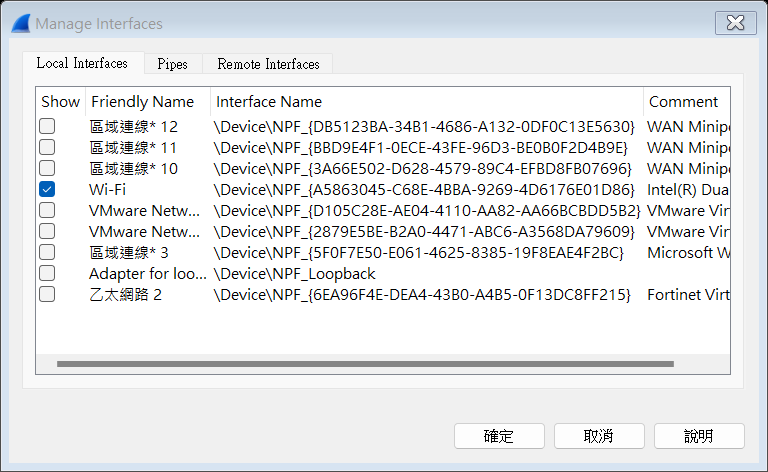 Manage Interfaces
Local Interfaces Pipes Remote Interfaces
Show Friendly Name Interface Name Comment
區域連線* 12 \Device\NPF_{DB5123BA-34B1-4686-A132-0DF0C13E5630} WAN Minipo
區域連線* 11 \Device\NPF_{BBD9E4F1-0ECE-43FE-96D3-BE0B0F2D4B9E} WAN Minipo
區域連線* 10 \Device\NPF_{3A66E502-D628-4579-89C4-EFBD8FB07696} WAN Minipo
Wi-Fi \Device\NPF_{A5863045-C68E-4BBA-9269-4D6176E01D86} Intel(R) Dua
VMware Netw... \Device\NPF_{D105C28E-AE04-4110-AA82-AA66BCBDD5B2} VMware Virt
VMware Netw... \Device\NPF_{2879E5BE-B2A0-4471-ABC6-A3568DA79609} VMware Virt
區域連線* 3 \Device\NPF_{5F0F7E50-E061-4625-8385-19F8EAE4F2BC} Microsoft W
Adapter for loo... \Device\NPF_Loopback
乙太網路 2 \Device\NPF_{6EA96F4E-DEA4-43B0-A4B5-0F13DC8FF215} Fortinet Virt
確定 取消 說明